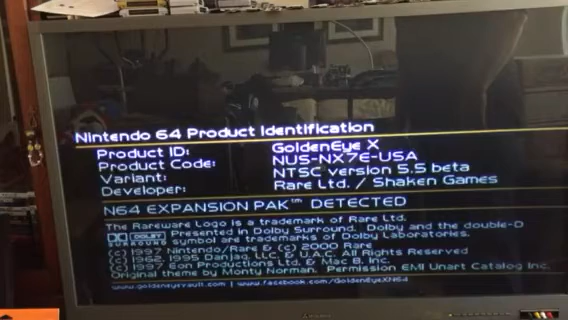 Nintendo 64 Product Identification
Product ID: GoldenEye X
Product Code: NUS-NX7E-USA
Variant: NTSC version 5.5 beta
Developer: Rare Ltd. / Shaken Games
N64 EXPANSION PAK™ DETECTED
The Rareware Logo is a trademark of Rare Ltd.
DOLBY Presented in Dolby Surround. Dolby and the double-D
SURROUND symbol are trademarks of Dolby Laboratories.
(c) 1997 Nintendo/Rare & (c) 2000 Rare
(c) 1962, 1995 Danjaq, LLC. & U.A.C. All Rights Reserved
(c) 1997 Eon Productions Ltd. & Mac B. Inc.
Original theme by Monty Norman. Permission EMI Unart Catalog Inc.
www.goldeneyevault.com | www.facebook.com/GoldenEyeXN64